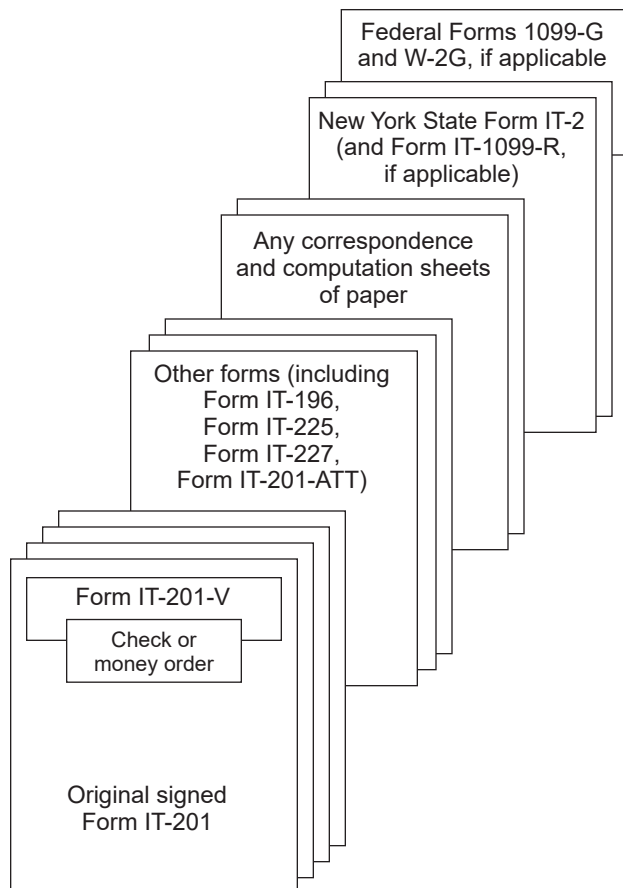 Federal Forms 1099-G
and W-2G, if applicable
New York State Form IT-2
(and Form IT-1099-R,
if applicable)
Any correspondence
and computation sheets
of paper
Other forms (including
Form IT-196,
Form IT-225,
Form IT-227,
Form IT-201-ATT)
Form IT-201-V
Check or
money order
Original signed
Form IT-201